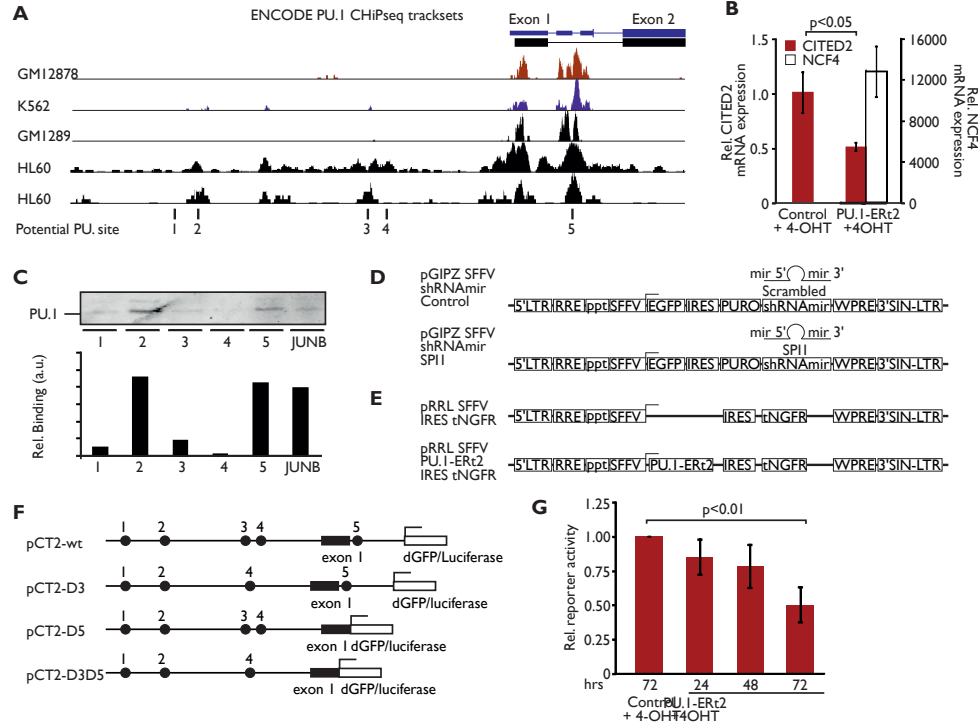 A
ENCODE PU.1 CHiPseq tracksets
Exon 1
Exon 2
GM12878
K562
GM1289
HL60
HL60
Potential PU. site
1 2 3 4 5
B
p<0.05
CITED2
NCF4
Rel. CITED2
mRNA expression
1.5
1.0
0.5
0
16000
12000
8000
4000
0
Rel. NCF4
mRNA expression
Control
+ 4-OHT
PU.1-ERt2
+4OHT
C
PU.1
1 2 3 4 5 JUNB
Rel. Binding (a.u.)
1 2 3 4 5 JUNB
D
pGIPZ SFFV
shRNAmir
Control
mir 5' mir 3'
Scrambled
5'LTR RRE ppt SFFV EGFP IRES PURO shRNAmir WPRE 3'SIN-LTR
pGIPZ SFFV
shRNAmir
SPI1
mir 5' mir 3'
SPI1
5'LTR RRE ppt SFFV EGFP IRES PURO shRNAmir WPRE 3'SIN-LTR
E
pRRL SFFV
IRES tNGFR
5'LTR RRE ppt SFFV IRES tNGFR WPRE 3'SIN-LTR
pRRL SFFV
PU.1-ERt2
IRES tNGFR
5'LTR RRE ppt SFFV PU.1-ERt2 IRES tNGFR WPRE 3'SIN-LTR
F
pCT2-wt
1 2 3 4 5
exon 1
dGFP/Luciferase
pCT2-D3
1 2 4 5
exon 1
dGFP/luciferase
pCT2-D5
1 2 3 4
exon 1 dGFP/luciferase
pCT2-D3D5
1 2 4
exon 1 dGFP/luciferase
G
p<0.01
Rel. reporter activity
1.25
1.00
0.75
0.50
0.25
0
hrs 72 24 48 72
Control
+ 4-OHT
PU.1-ERt2
+4OHT